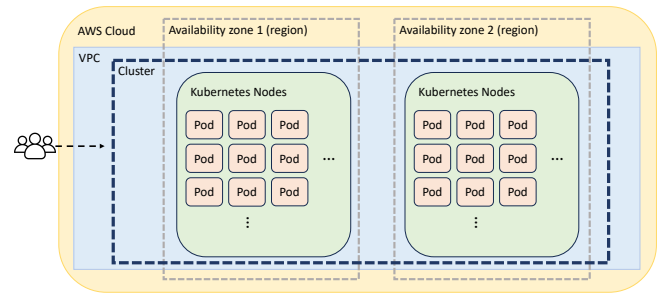 AWS Cloud
Availability zone 1 (region)
Availability zone 2 (region)
VPC
Cluster
Kubernetes Nodes
Kubernetes Nodes
Pod Pod Pod
Pod Pod Pod
Pod Pod Pod ...
Pod Pod Pod ...
Pod Pod Pod
Pod Pod Pod
⋮
⋮